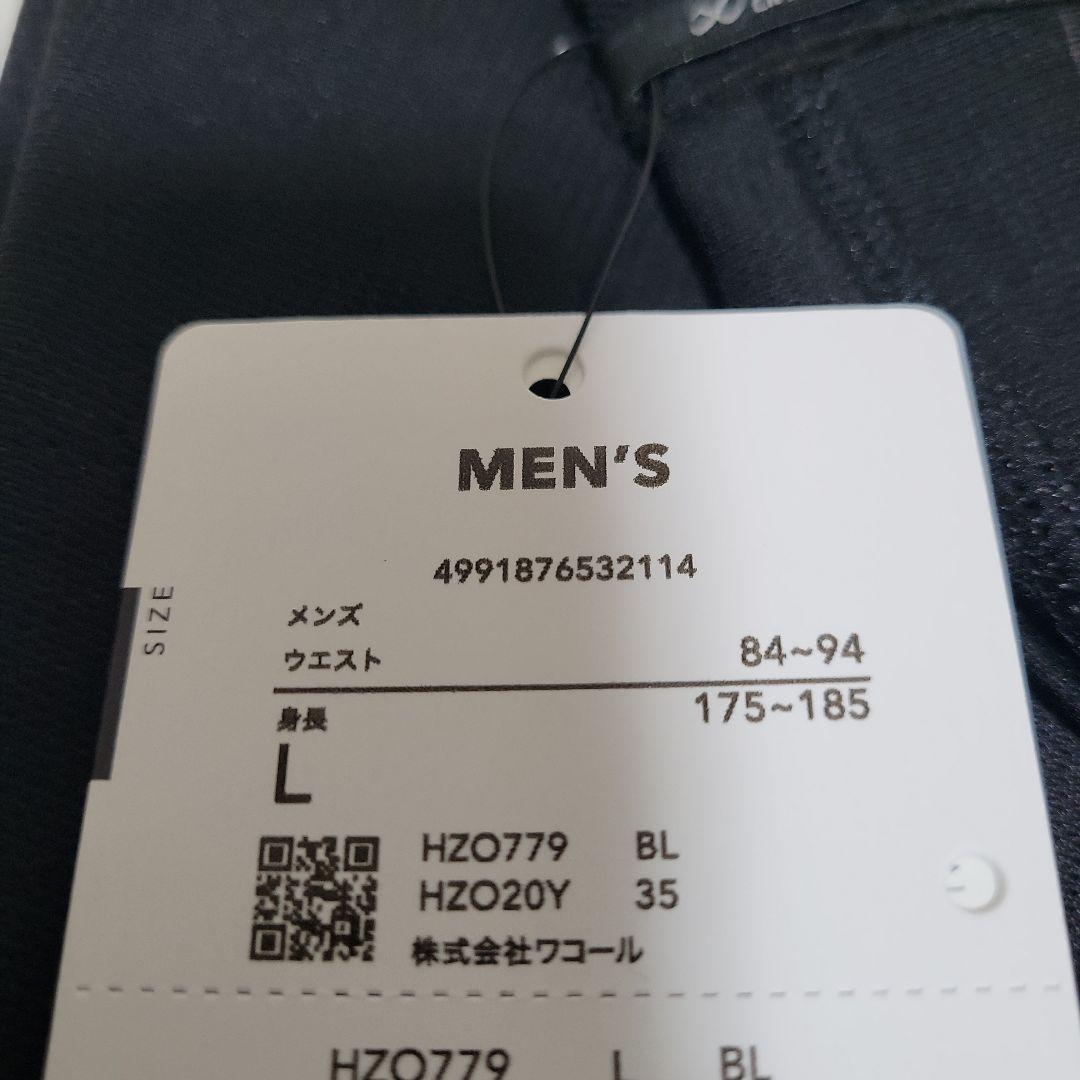 MEN'S
4991876532114
SIZE
メンズ
ウエスト 84~94
身長 175~185
L
HZO779 BL
HZO20Y 35
株式会社ワコール
HZO779 L BL